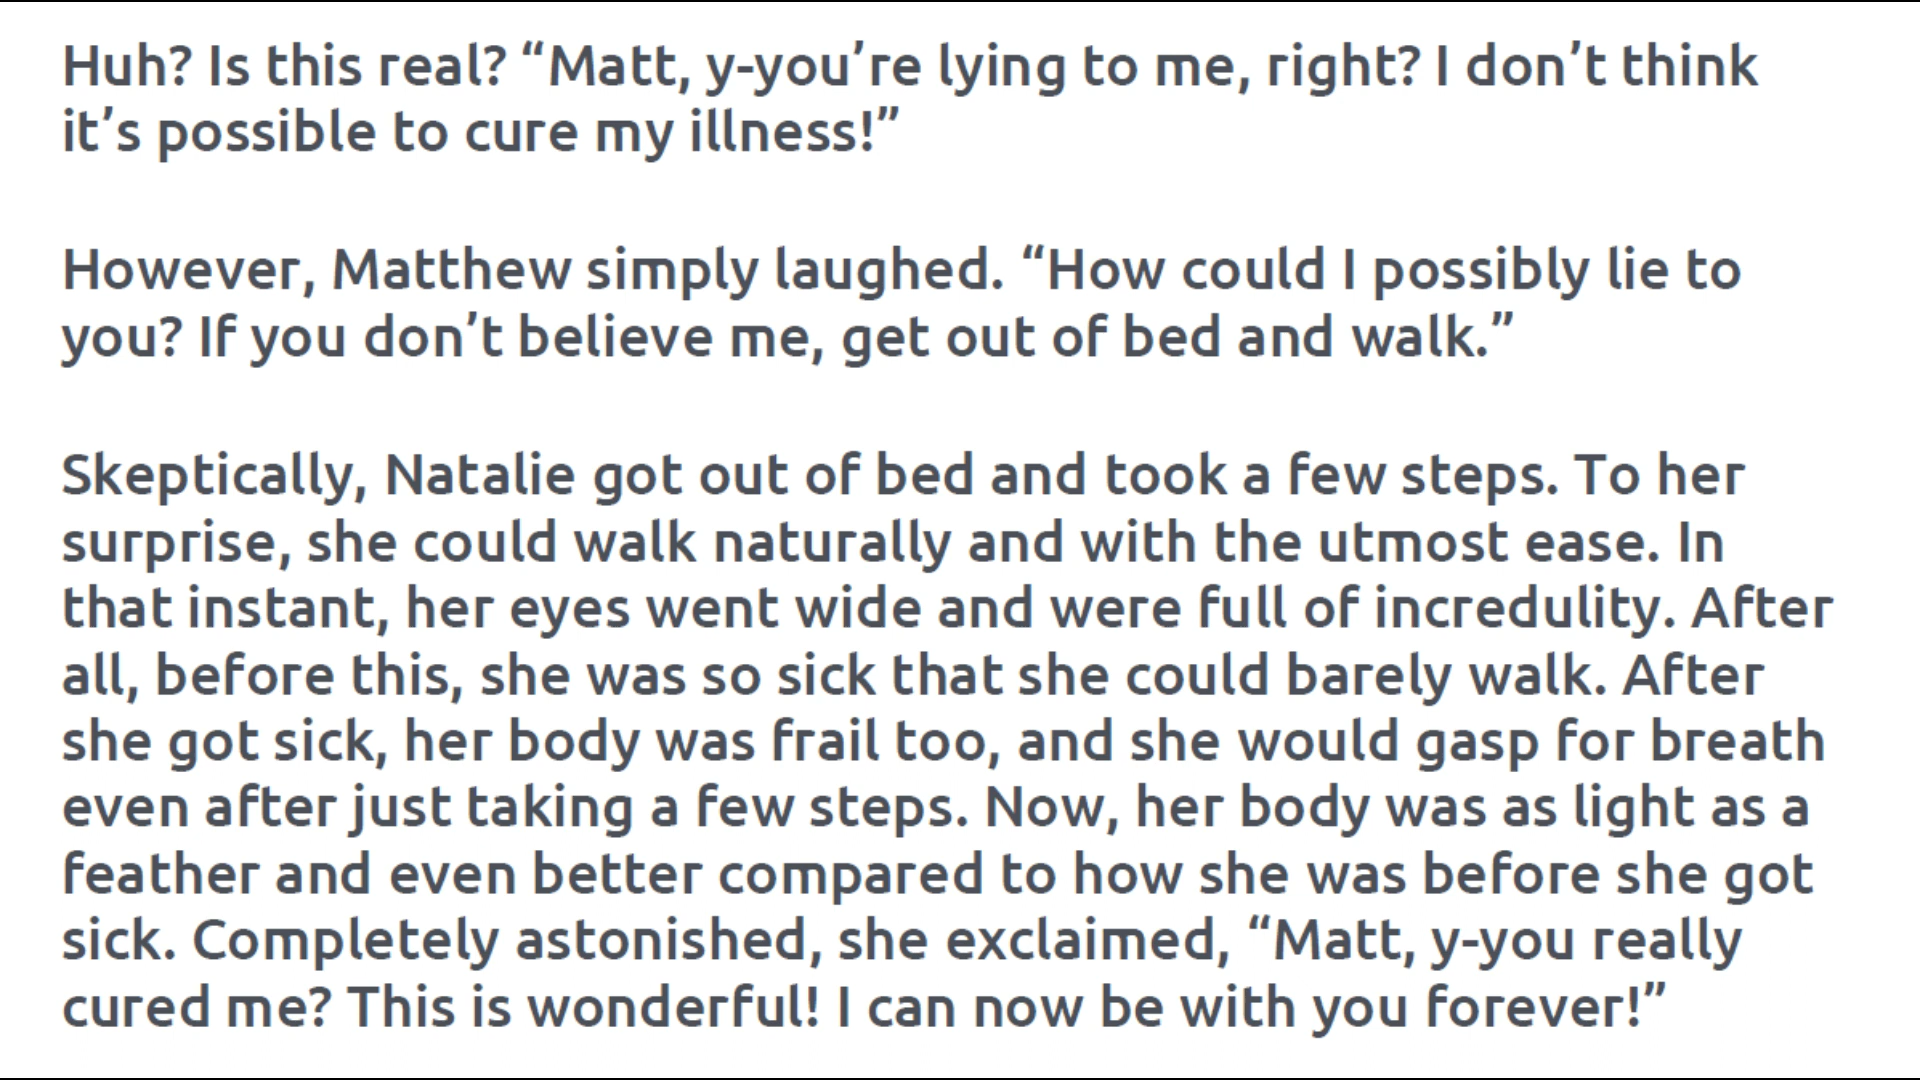 Huh? Is this real? “Matt, y-you’re lying to me, right? I don’t think
it’s possible to cure my illness!”
However, Matthew simply laughed. “How could I possibly lie to
you? If you don’t believe me, get out of bed and walk.”
Skeptically, Natalie got out of bed and took a few steps. To her
surprise, she could walk naturally and with the utmost ease. In
that instant, her eyes went wide and were full of incredulity. After
all, before this, she was so sick that she could barely walk. After
she got sick, her body was frail too, and she would gasp for breath
even after just taking a few steps. Now, her body was as light as a
feather and even better compared to how she was before she got
sick. Completely astonished, she exclaimed, “Matt, y-you really
cured me? This is wonderful! I can now be with you forever!”